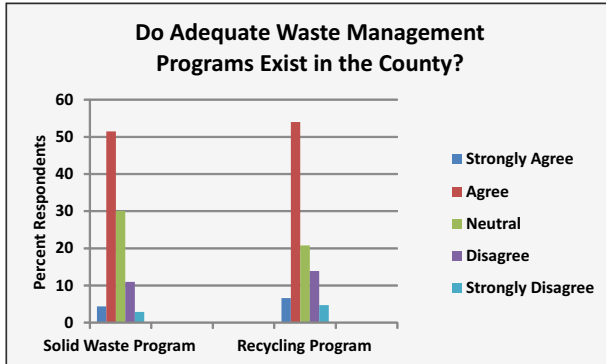 Do Adequate Waste Management
Programs Exist in the County?
60
50
40
30
20
10
0
Percent Respondents
Solid Waste Program
Recycling Program
Strongly Agree
Agree
Neutral
Disagree
Strongly Disagree